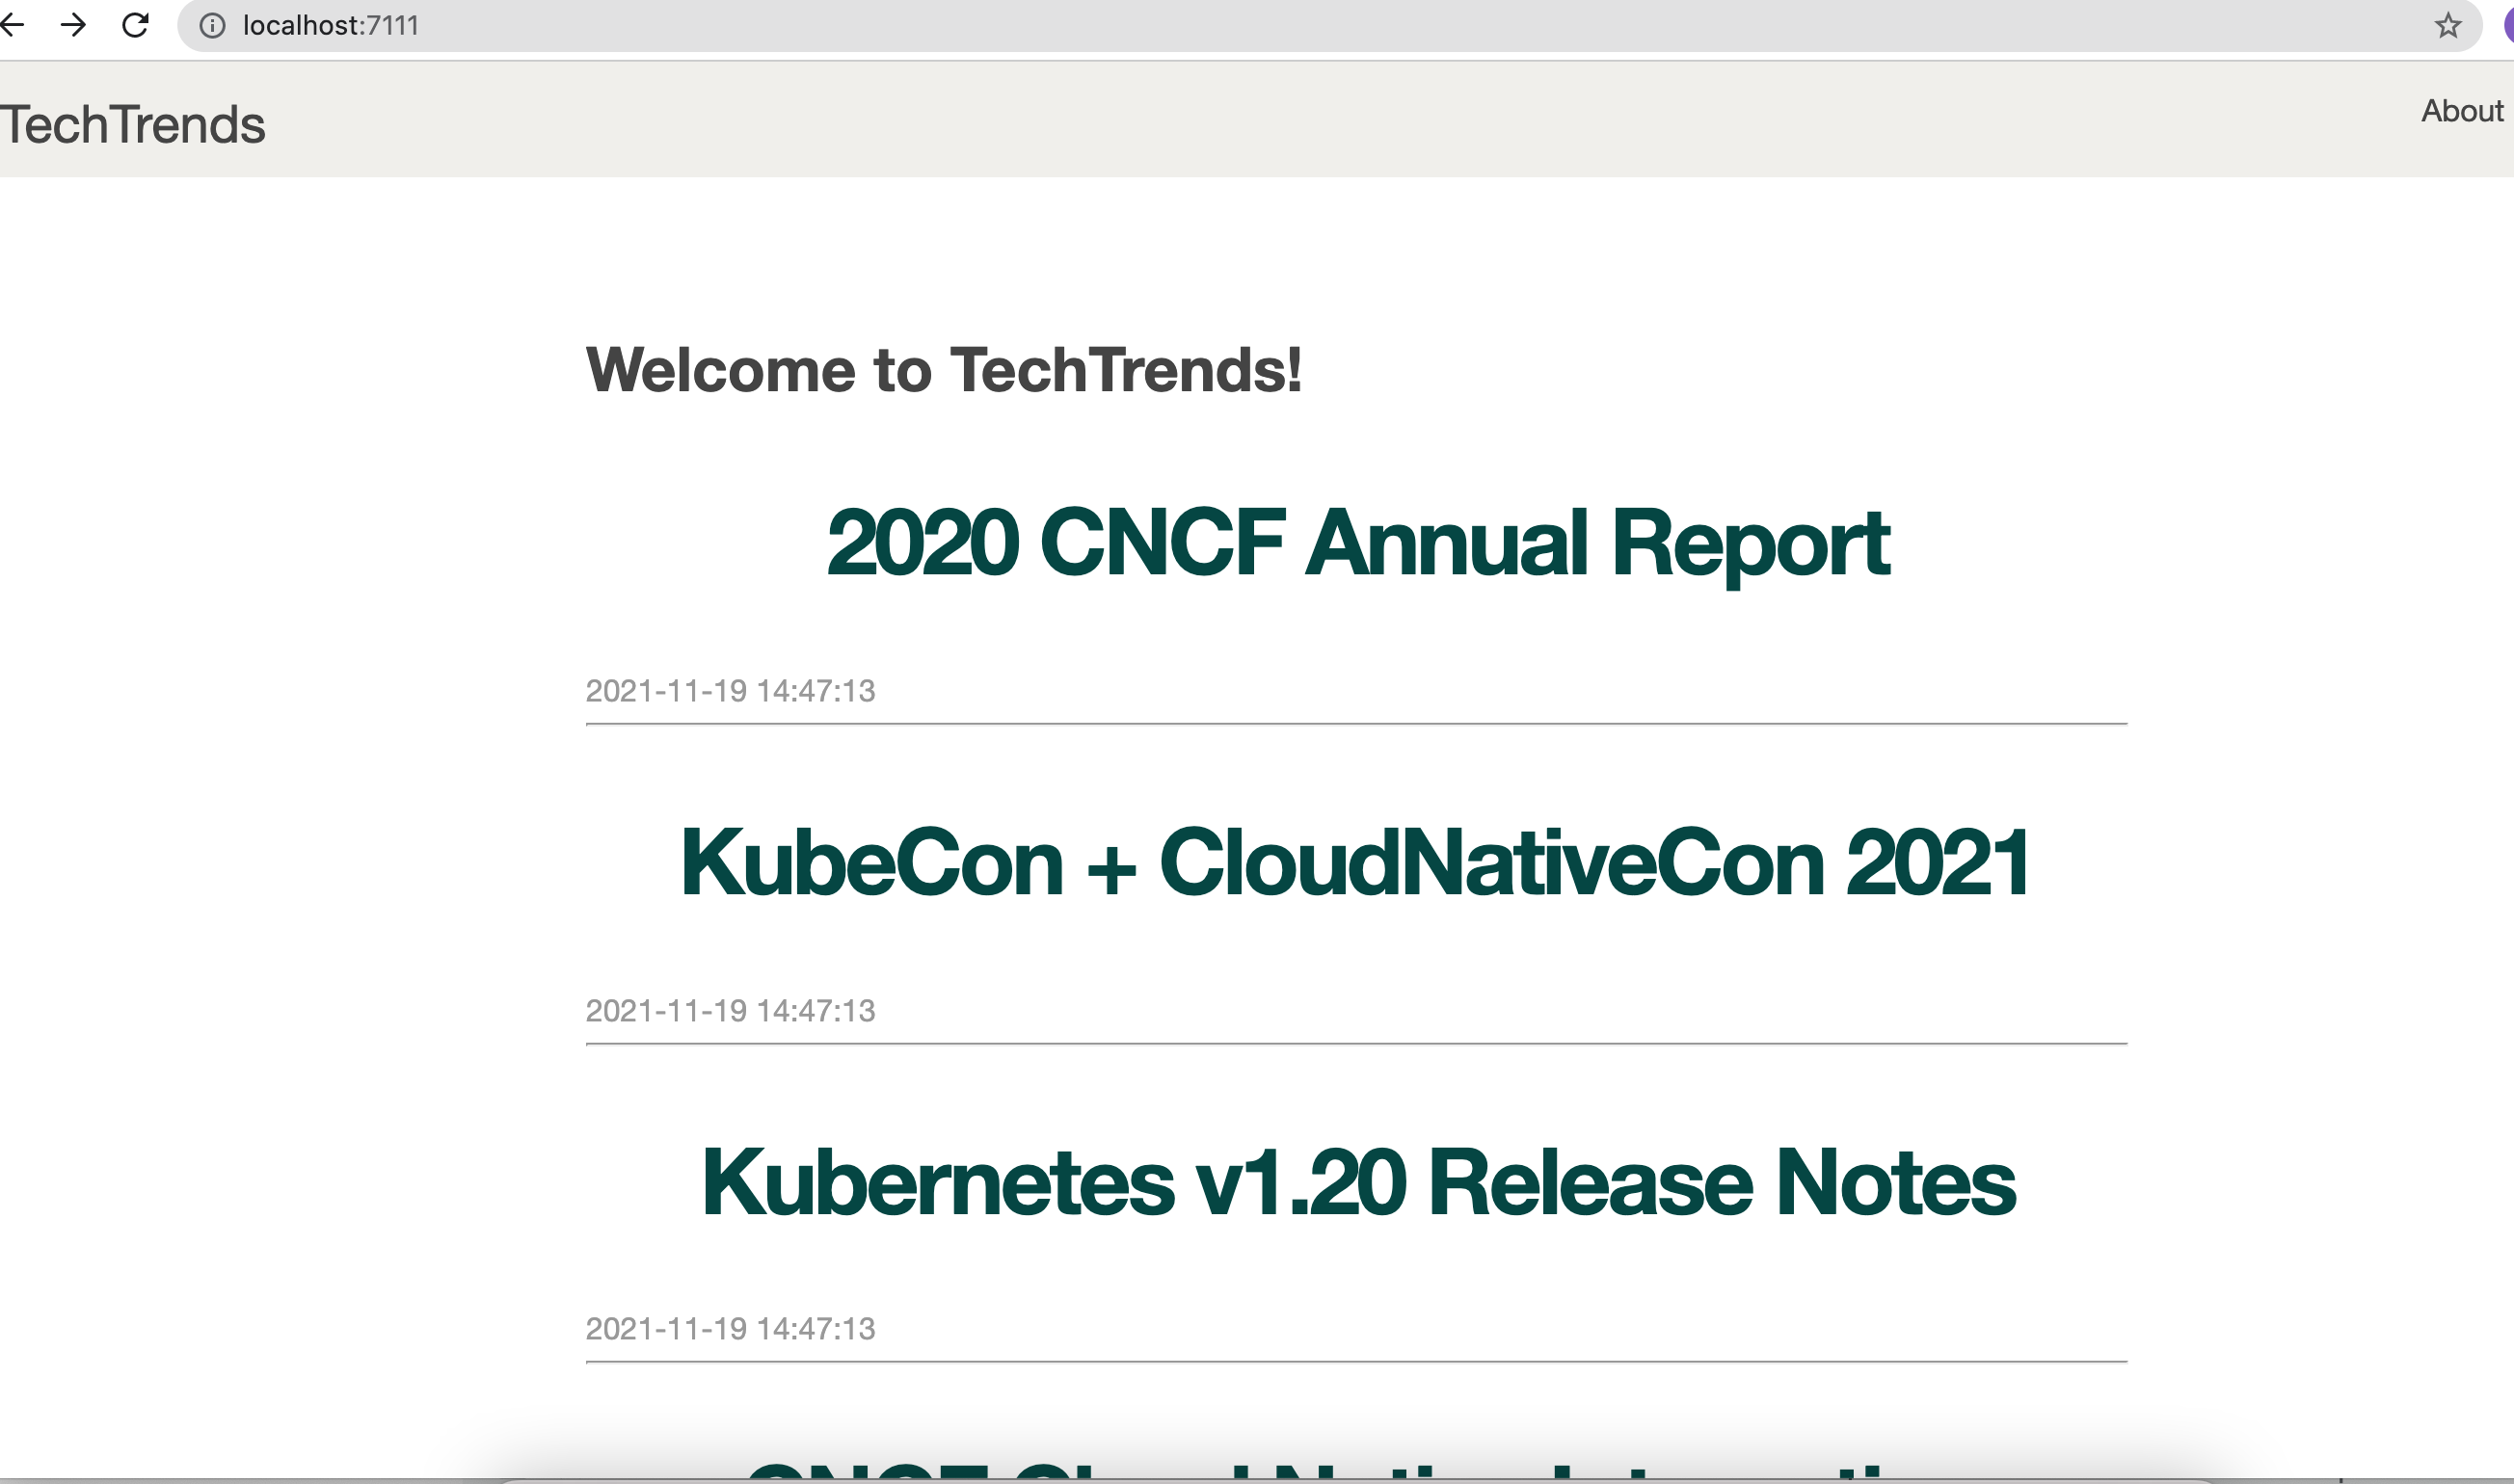 localhost:7111
TechTrends
About
Welcome to TechTrends!
2020 CNCF Annual Report
2021-11-19 14:47:13
KubeCon + CloudNativeCon 2021
2021-11-19 14:47:13
Kubernetes v1.20 Release Notes
2021-11-19 14:47:13